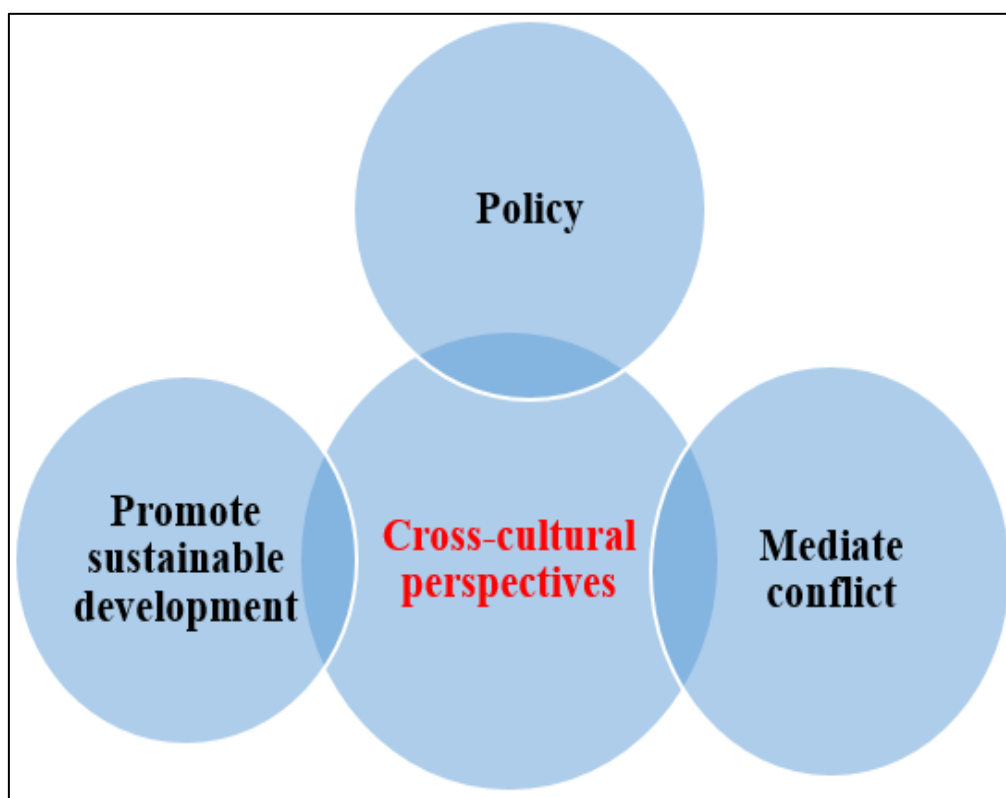 Policy
Promote
sustainable
development
Cross-cultural
perspectives
Mediate
conflict